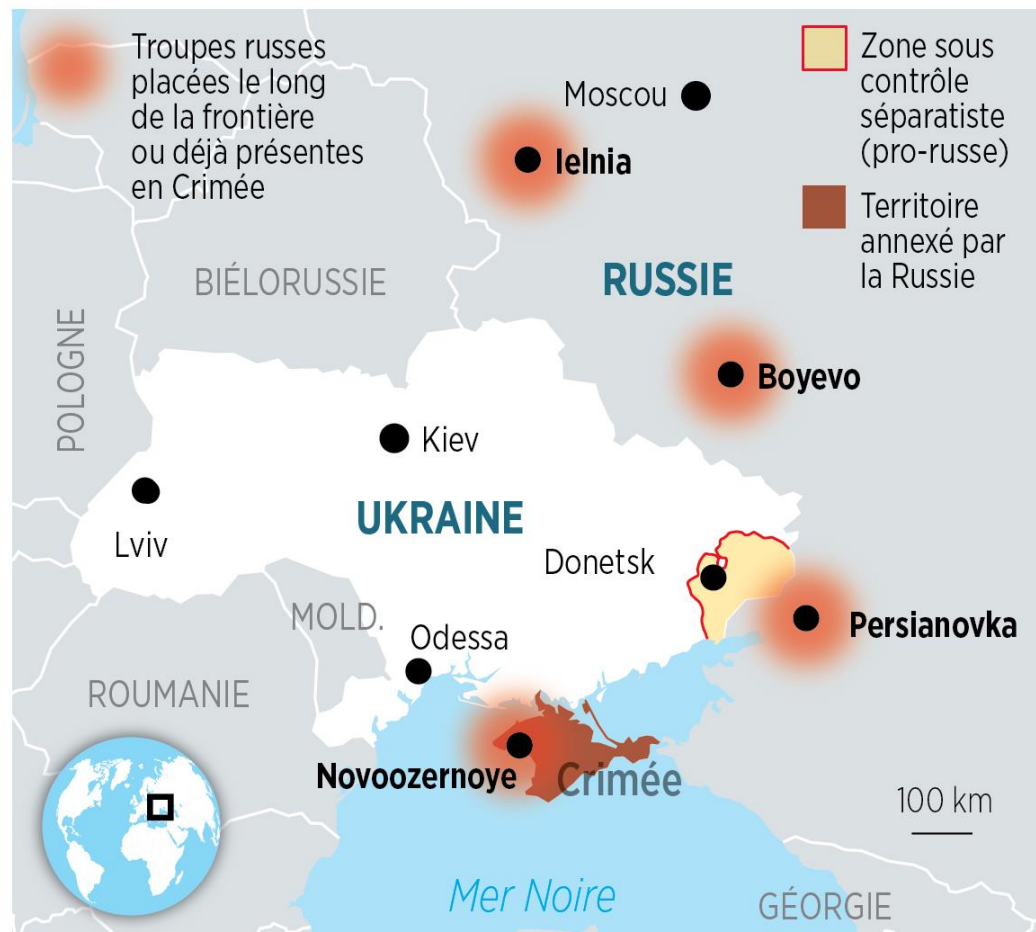 Troupes russes
placées le long
de la frontière
ou déjà présentes
en Crimée
Zone sous
contrôle
séparatiste
(pro-russe)
Territoire
annexé par
la Russie
Moscou
Ielnia
BIÉLORUSSIE
RUSSIE
POLOGNE
Boyevo
Kiev
Lviv
UKRAINE
Donetsk
MOLD.
Odessa
Persianovka
ROUMANIE
Novoozernoye
Crimée
100 km
Mer Noire
GÉORGIE